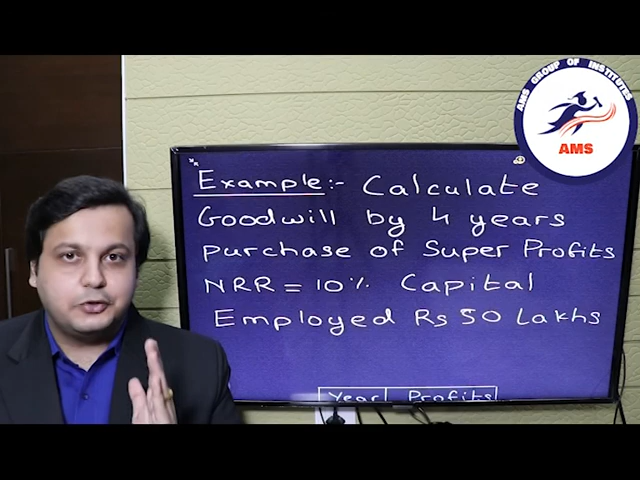 AMS GROUP OF INSTITUTES
AMS
Example:- Calculate
Goodwill by 4 years
purchase of Super Profits
NRR = 10% Capital
Employed Rs 50 Lakhs
Year Profits